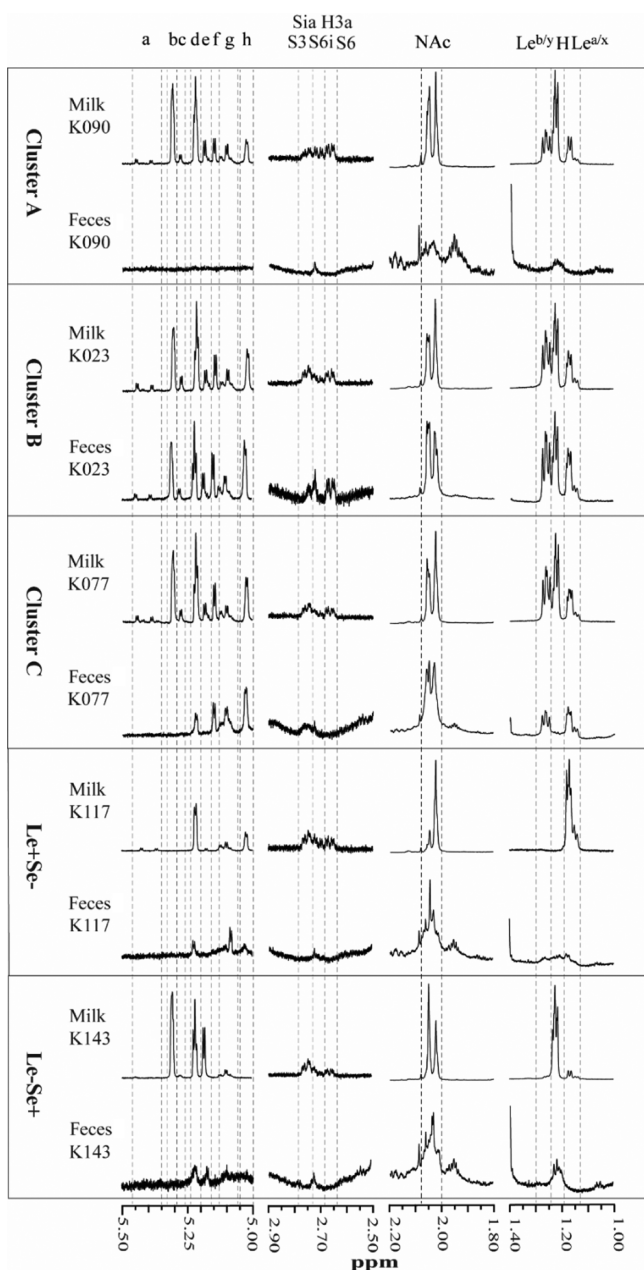 Sia H3a
a bc d e f g h S3 S6i S6 NAc Le^b/y H Le^a/x
Cluster A
Milk
K090
Feces
K090
Cluster B
Milk
K023
Feces
K023
Cluster C
Milk
K077
Feces
K077
Le+Se-
Milk
K117
Feces
K117
Le-Se+
Milk
K143
Feces
K143
5.50 5.25 5.00 2.90 2.70 2.50 2.20 2.00 1.80 1.40 1.20 1.00
ppm